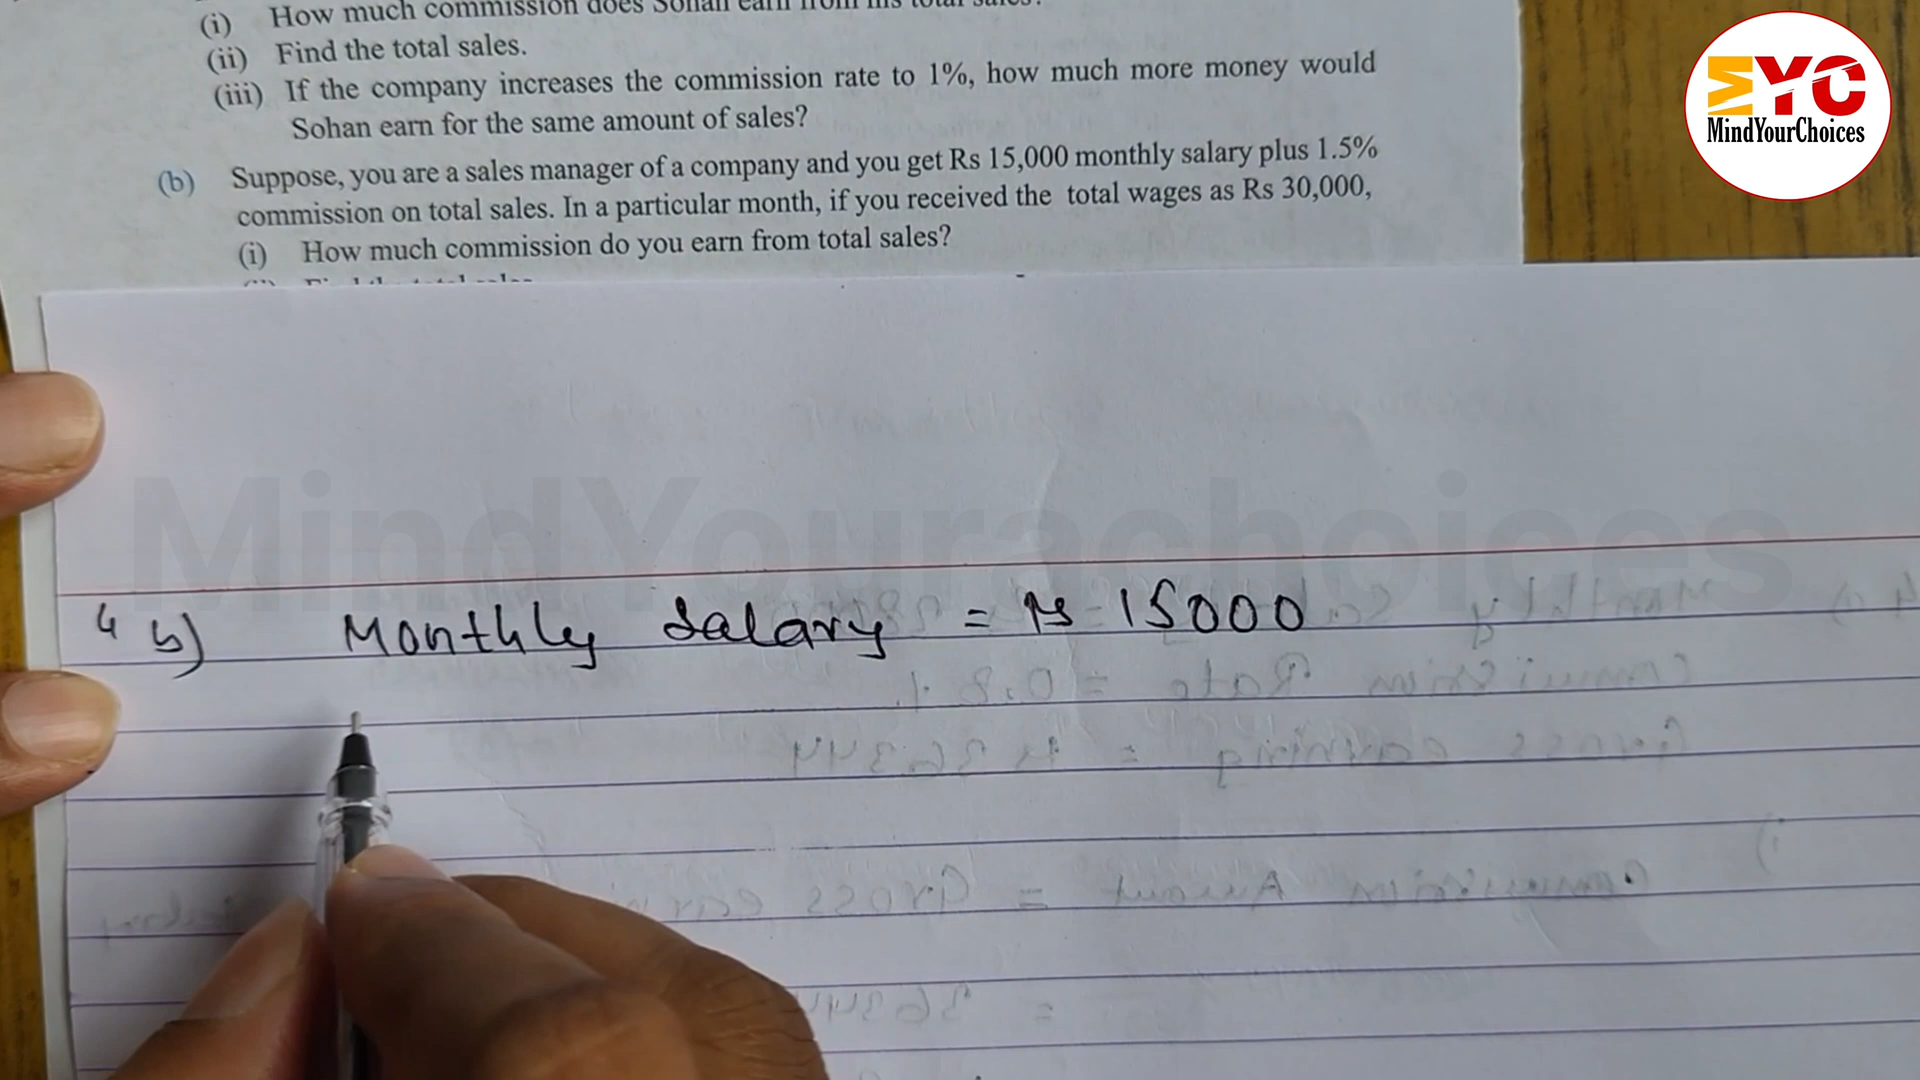 (i) How much commission does Sohan earn from his total sales?
(ii) Find the total sales.
(iii) If the company increases the commission rate to 1%, how much more money would
Sohan earn for the same amount of sales?
(b) Suppose, you are a sales manager of a company and you get Rs 15,000 monthly salary plus 1.5%
commission on total sales. In a particular month, if you received the total wages as Rs 30,000,
(i) How much commission do you earn from total sales?
MYC
MindYourChoices
MindYourachoices
4 b) Monthly Salary = Rs 15000